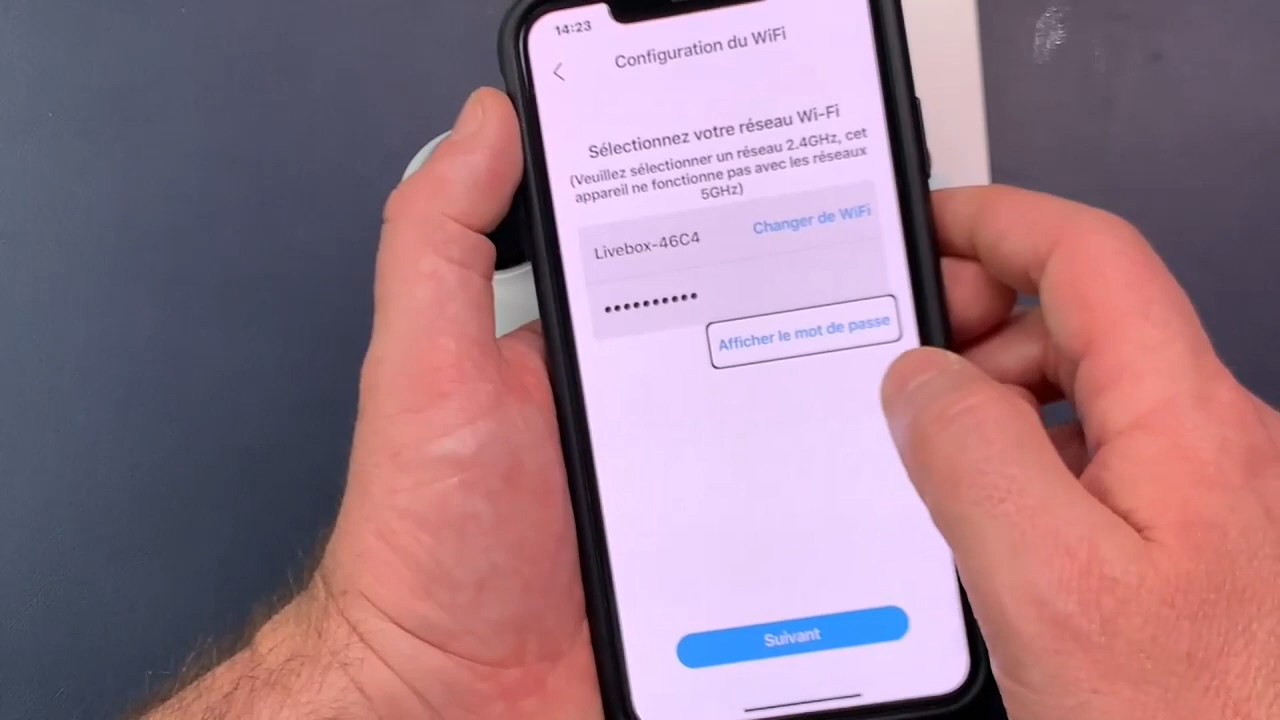 14:23
Configuration du WiFi
Sélectionnez votre réseau Wi-Fi
(Veuillez sélectionner un réseau 2.4GHz, cet
appareil ne fonctionne pas avec les réseaux
5GHz)
Livebox-46C4 Changer de WiFi
••••••••••
Afficher le mot de passe
Suivant